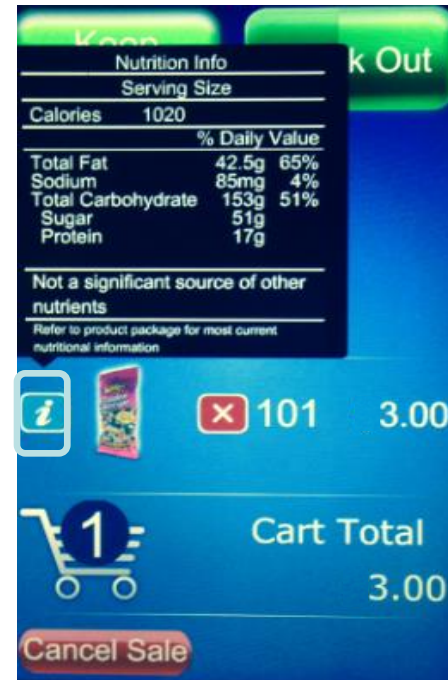 Keep
k Out
Nutrition Info
Serving Size
Calories 1020
% Daily Value
Total Fat 42.5g 65%
Sodium 85mg 4%
Total Carbohydrate 153g 51%
Sugar 51g
Protein 17g
Not a significant source of other
nutrients
Refer to product package for most current
nutritional information
i
101 3.00
1
Cart Total
3.00
Cancel Sale